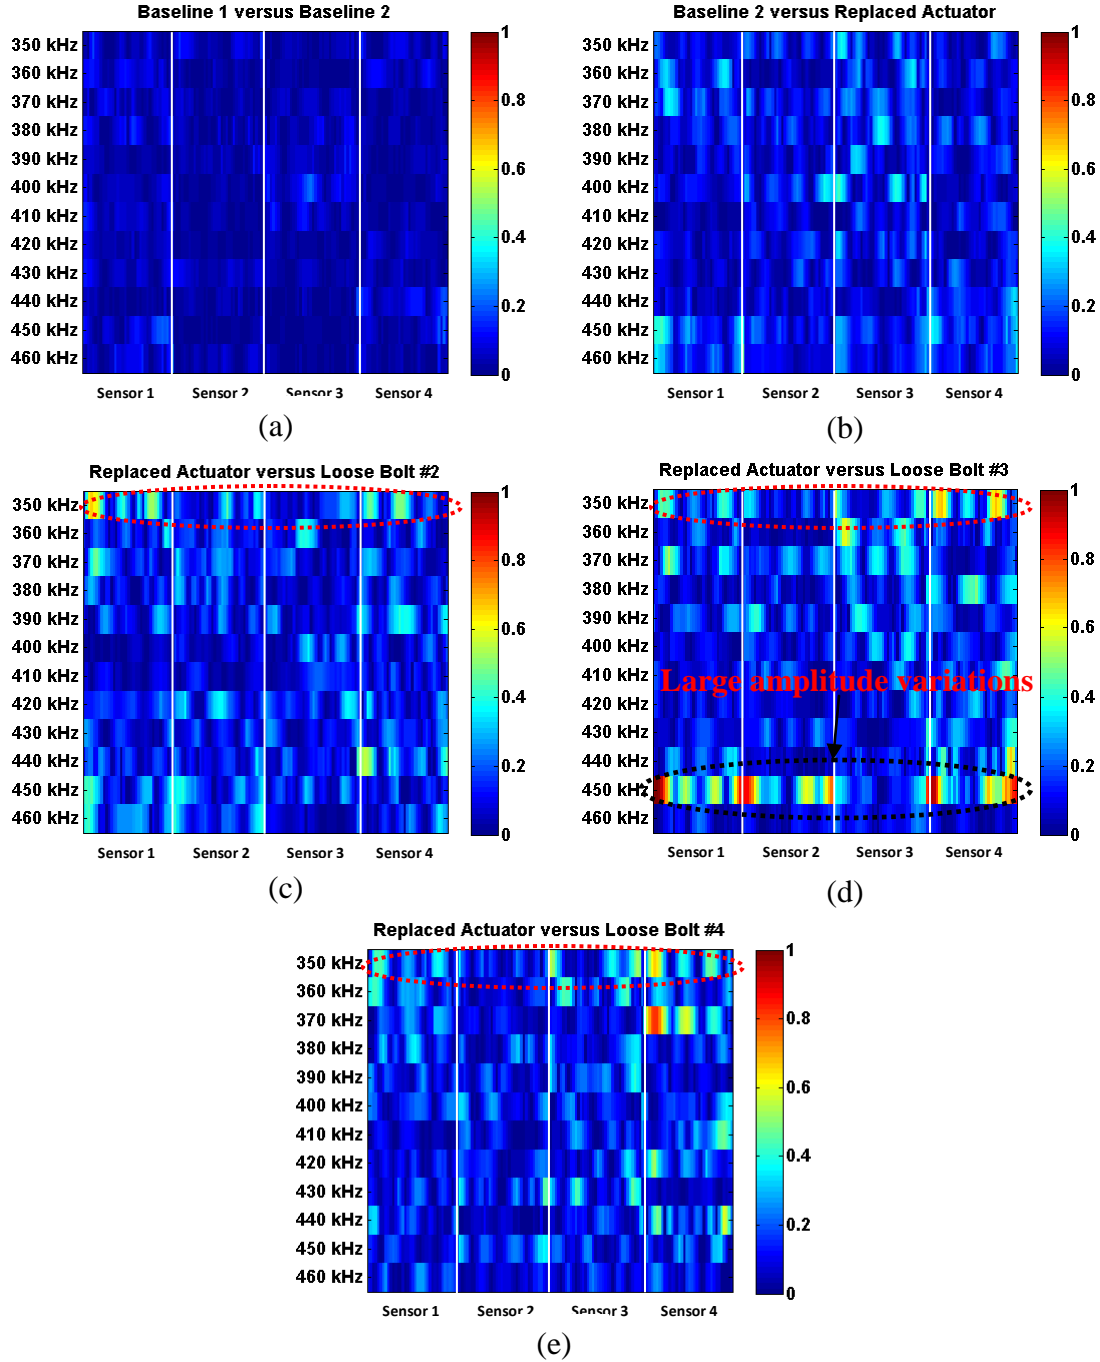 Baseline 1 versus Baseline 2
350 kHz
360 kHz
370 kHz
380 kHz
390 kHz
400 kHz
410 kHz
420 kHz
430 kHz
440 kHz
450 kHz
460 kHz
1
0.8
0.6
0.4
0.2
0
Sensor 1
Sensor 2
Sensor 3
Sensor 4
(a)
Baseline 2 versus Replaced Actuator
350 kHz
360 kHz
370 kHz
380 kHz
390 kHz
400 kHz
410 kHz
420 kHz
430 kHz
440 kHz
450 kHz
460 kHz
1
0.8
0.6
0.4
0.2
0
Sensor 1
Sensor 2
Sensor 3
Sensor 4
(b)
Replaced Actuator versus Loose Bolt #2
350 kHz
360 kHz
370 kHz
380 kHz
390 kHz
400 kHz
410 kHz
420 kHz
430 kHz
440 kHz
450 kHz
460 kHz
1
0.8
0.6
0.4
0.2
0
Sensor 1
Sensor 2
Sensor 3
Sensor 4
(c)
Replaced Actuator versus Loose Bolt #3
350 kHz
360 kHz
370 kHz
380 kHz
390 kHz
400 kHz
410 kHz
Large amplitude variations
420 kHz
430 kHz
440 kHz
450 kHz
460 kHz
1
0.8
0.6
0.4
0.2
0
Sensor 1
Sensor 2
Sensor 3
Sensor 4
(d)
Replaced Actuator versus Loose Bolt #4
350 kHz
360 kHz
370 kHz
380 kHz
390 kHz
400 kHz
410 kHz
420 kHz
430 kHz
440 kHz
450 kHz
460 kHz
1
0.8
0.6
0.4
0.2
0
Sensor 1
Sensor 2
Sensor 3
Sensor 4
(e)